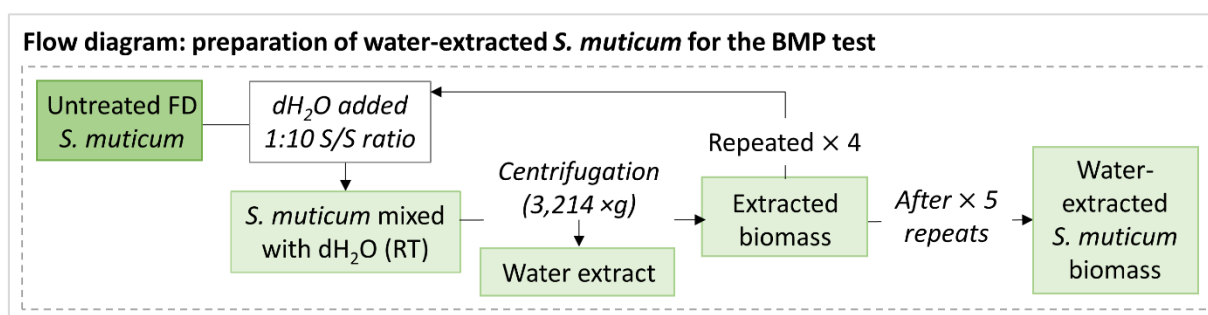 Flow diagram: preparation of water-extracted S. muticum for the BMP test
Untreated FD
S. muticum
dH₂O added
1:10 S/S ratio
S. muticum mixed
with dH₂O (RT)
Centrifugation
(3,214 ×g)
Water extract
Repeated × 4
Extracted
biomass
After × 5
repeats
Water-
extracted
S. muticum
biomass